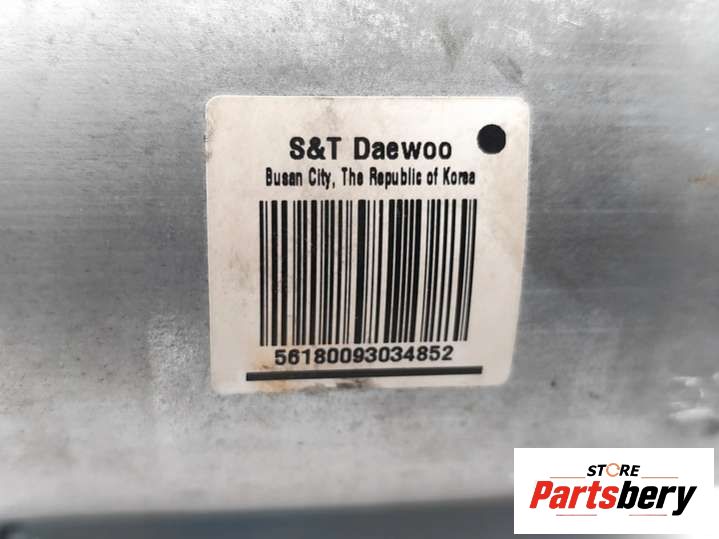 S&T Daewoo
Busan City, The Republic of Korea
56180093034852
STORE
Partsbery